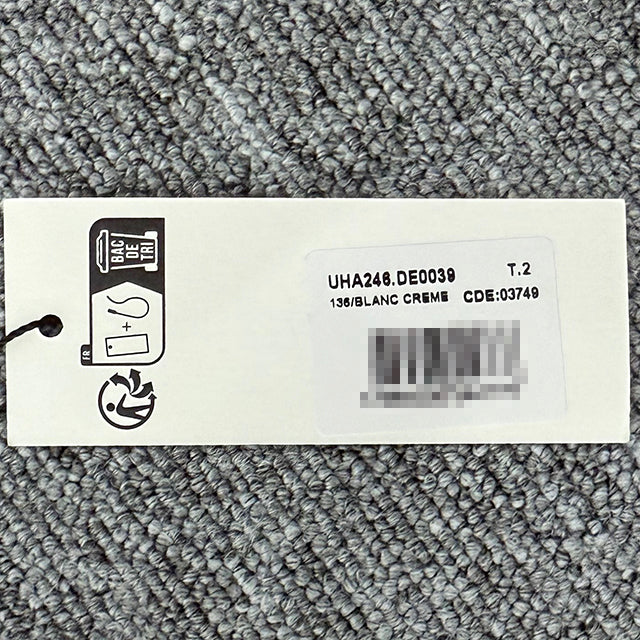 UHA246.DE0039 T.2
136/BLANC CREME CDE:03749
BAC
DE
TRI
+
FR